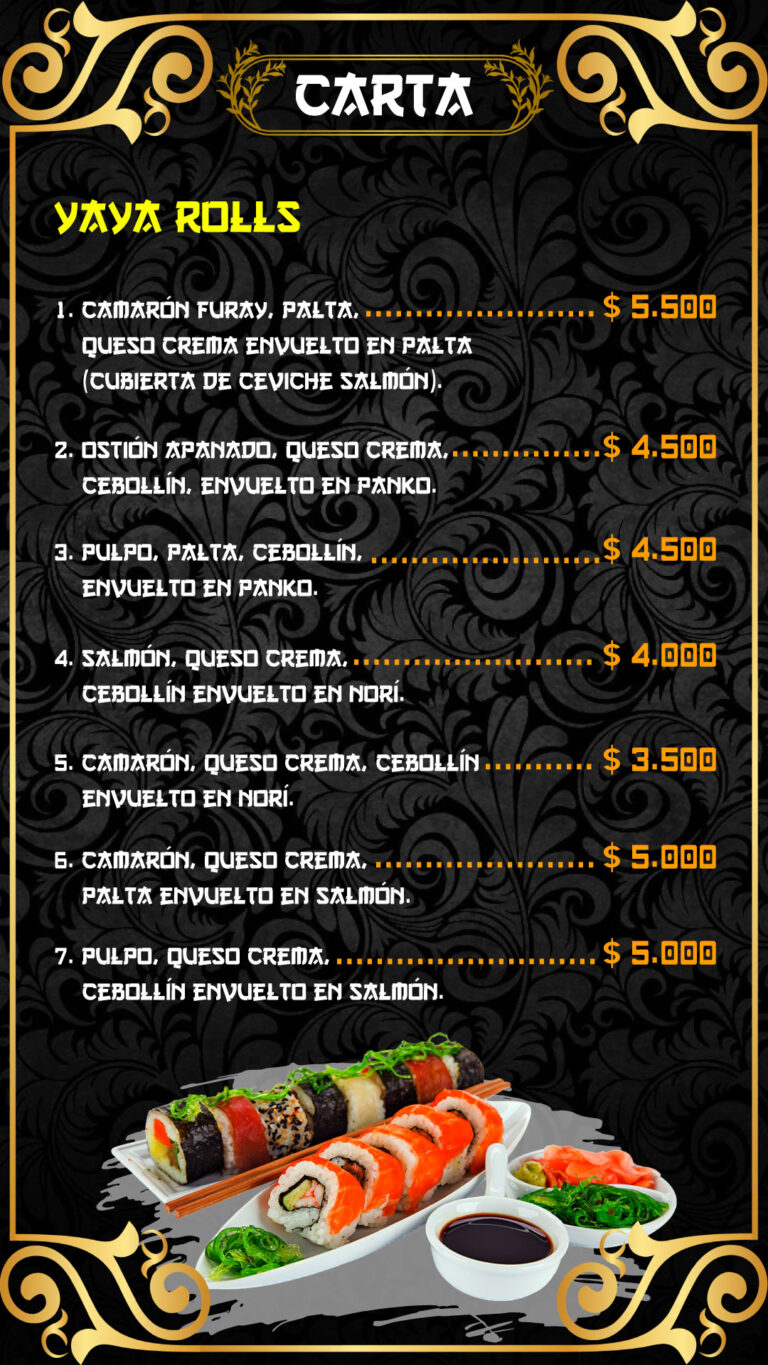 CARTA
YAYA ROLLS
1. CAMARÓN FURAY, PALTA, ........................ $ 5.500
QUESO CREMA ENVUELTO EN PALTA
(CUBIERTA DE CEVICHE SALMÓN).
2. OSTIÓN APANADO, QUESO CREMA, ............... $ 4.500
CEBOLLÍN, ENVUELTO EN PANKO.
3. PULPO, PALTA, CEBOLLÍN, ........................ $ 4.500
ENVUELTO EN PANKO.
4. SALMÓN, QUESO CREMA, ......................... $ 4.000
CEBOLLÍN ENVUELTO EN NORÍ.
5. CAMARÓN, QUESO CREMA, CEBOLLÍN ........... $ 3.500
ENVUELTO EN NORÍ.
6. CAMARÓN, QUESO CREMA, ....................... $ 5.000
PALTA ENVUELTO EN SALMÓN.
7. PULPO, QUESO CREMA, ........................... $ 5.000
CEBOLLÍN ENVUELTO EN SALMÓN.